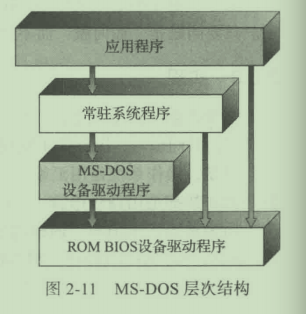 应用程序
常驻系统程序
MS-DOS
设备驱动程序
ROM BIOS设备驱动程序
图 2-11 MS-DOS 层次结构